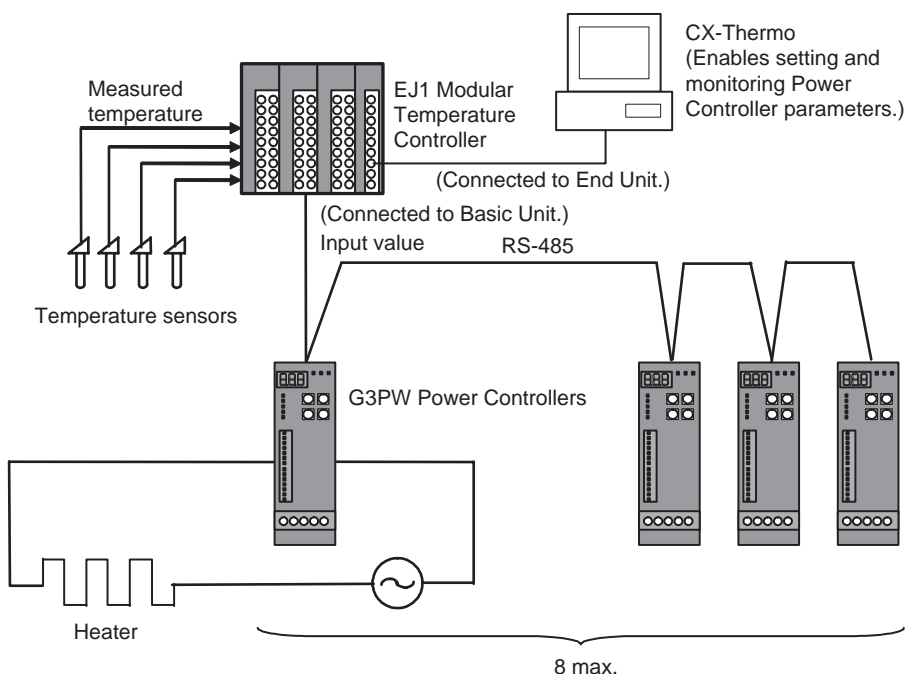 Measured
temperature
EJ1 Modular
Temperature
Controller
CX-Thermo
(Enables setting and
monitoring Power
Controller parameters.)
(Connected to End Unit.)
(Connected to Basic Unit.)
Input value
RS-485
Temperature sensors
G3PW Power Controllers
Heater
8 max.